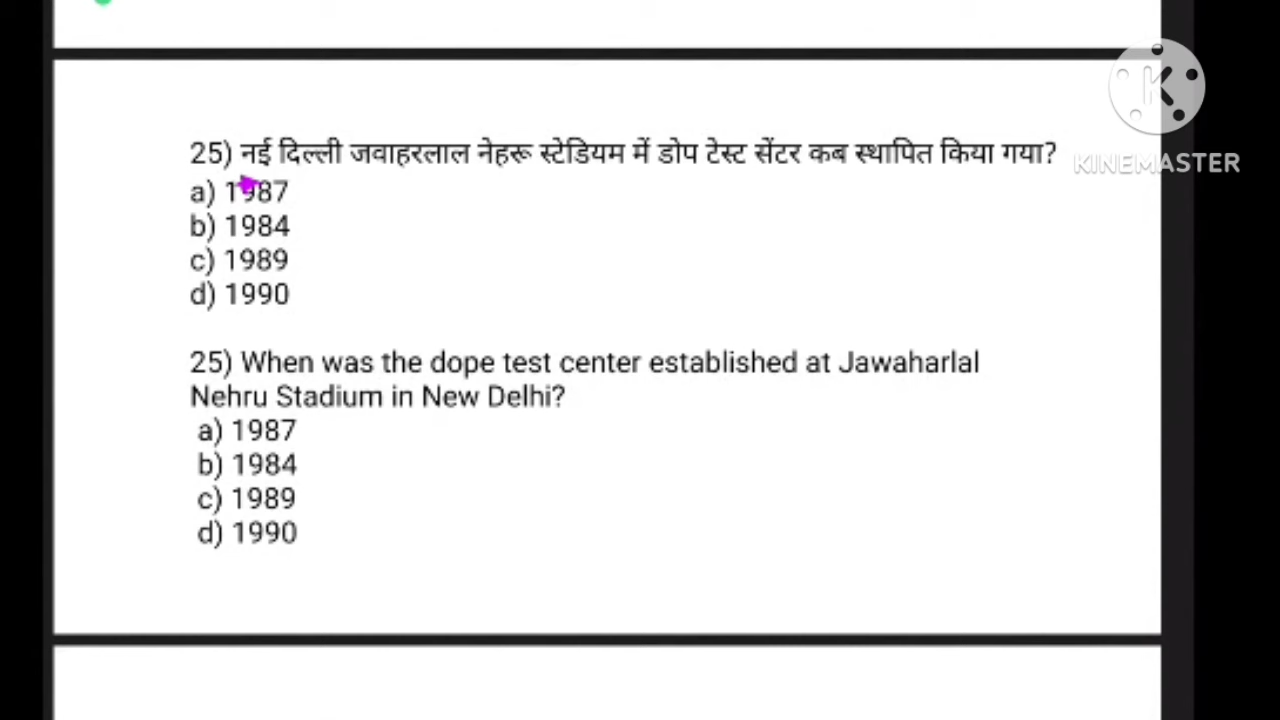 25) नई दिल्ली जवाहरलाल नेहरू स्टेडियम में डोप टेस्ट सेंटर कब स्थापित किया गया?
a) 1987
b) 1984
c) 1989
d) 1990
25) When was the dope test center established at Jawaharlal
Nehru Stadium in New Delhi?
a) 1987
b) 1984
c) 1989
d) 1990
K
KINEMASTER